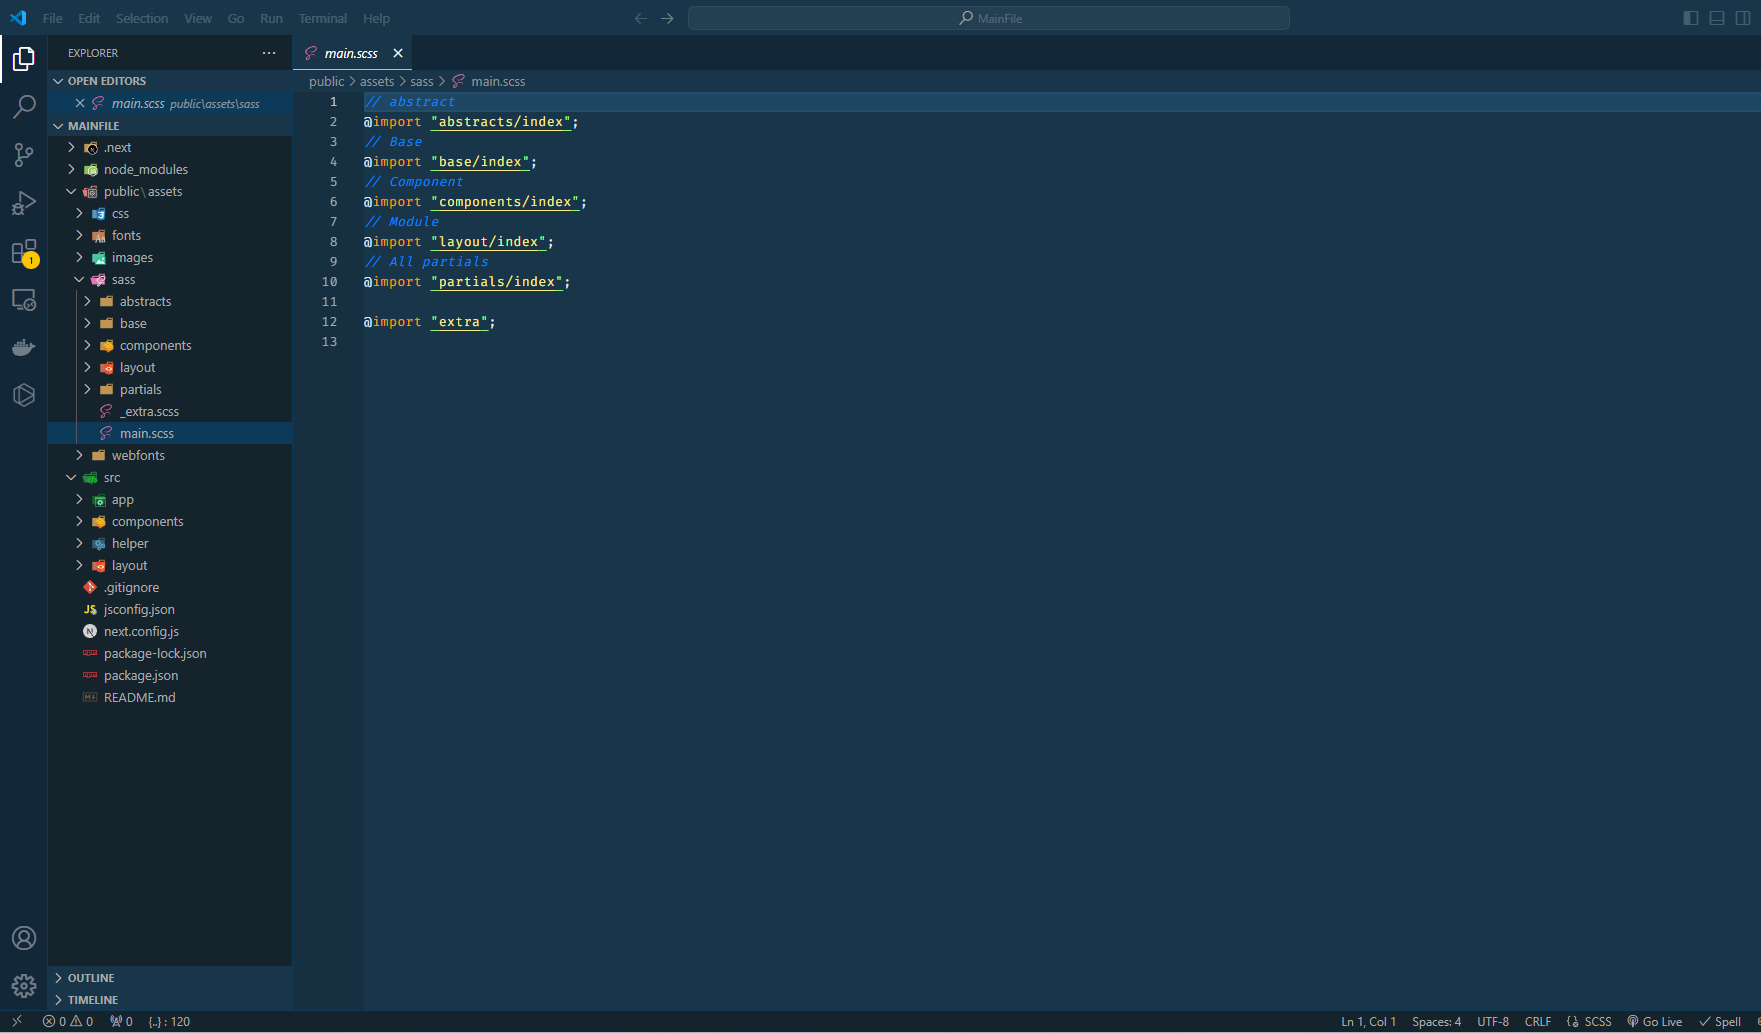 File Edit Selection View Go Run Terminal Help
MainFile
EXPLORER
OPEN EDITORS
main.scss public\assets\sass
MAINFILE
.next
node_modules
public\assets
css
fonts
images
sass
abstracts
base
components
layout
partials
_extra.scss
main.scss
webfonts
src
app
components
helper
layout
.gitignore
JS jsconfig.json
N next.config.js
package-lock.json
package.json
README.md
OUTLINE
TIMELINE
1
main.scss
public > assets > sass > main.scss
1 // abstract
2 @import "abstracts/index";
3 // Base
4 @import "base/index";
5 // Component
6 @import "components/index";
7 // Module
8 @import "layout/index";
9 // All partials
10 @import "partials/index";
11
12 @import "extra";
13
0 0 0 {..} : 120
Ln 1, Col 1 Spaces: 4 UTF-8 CRLF SCSS Go Live Spell